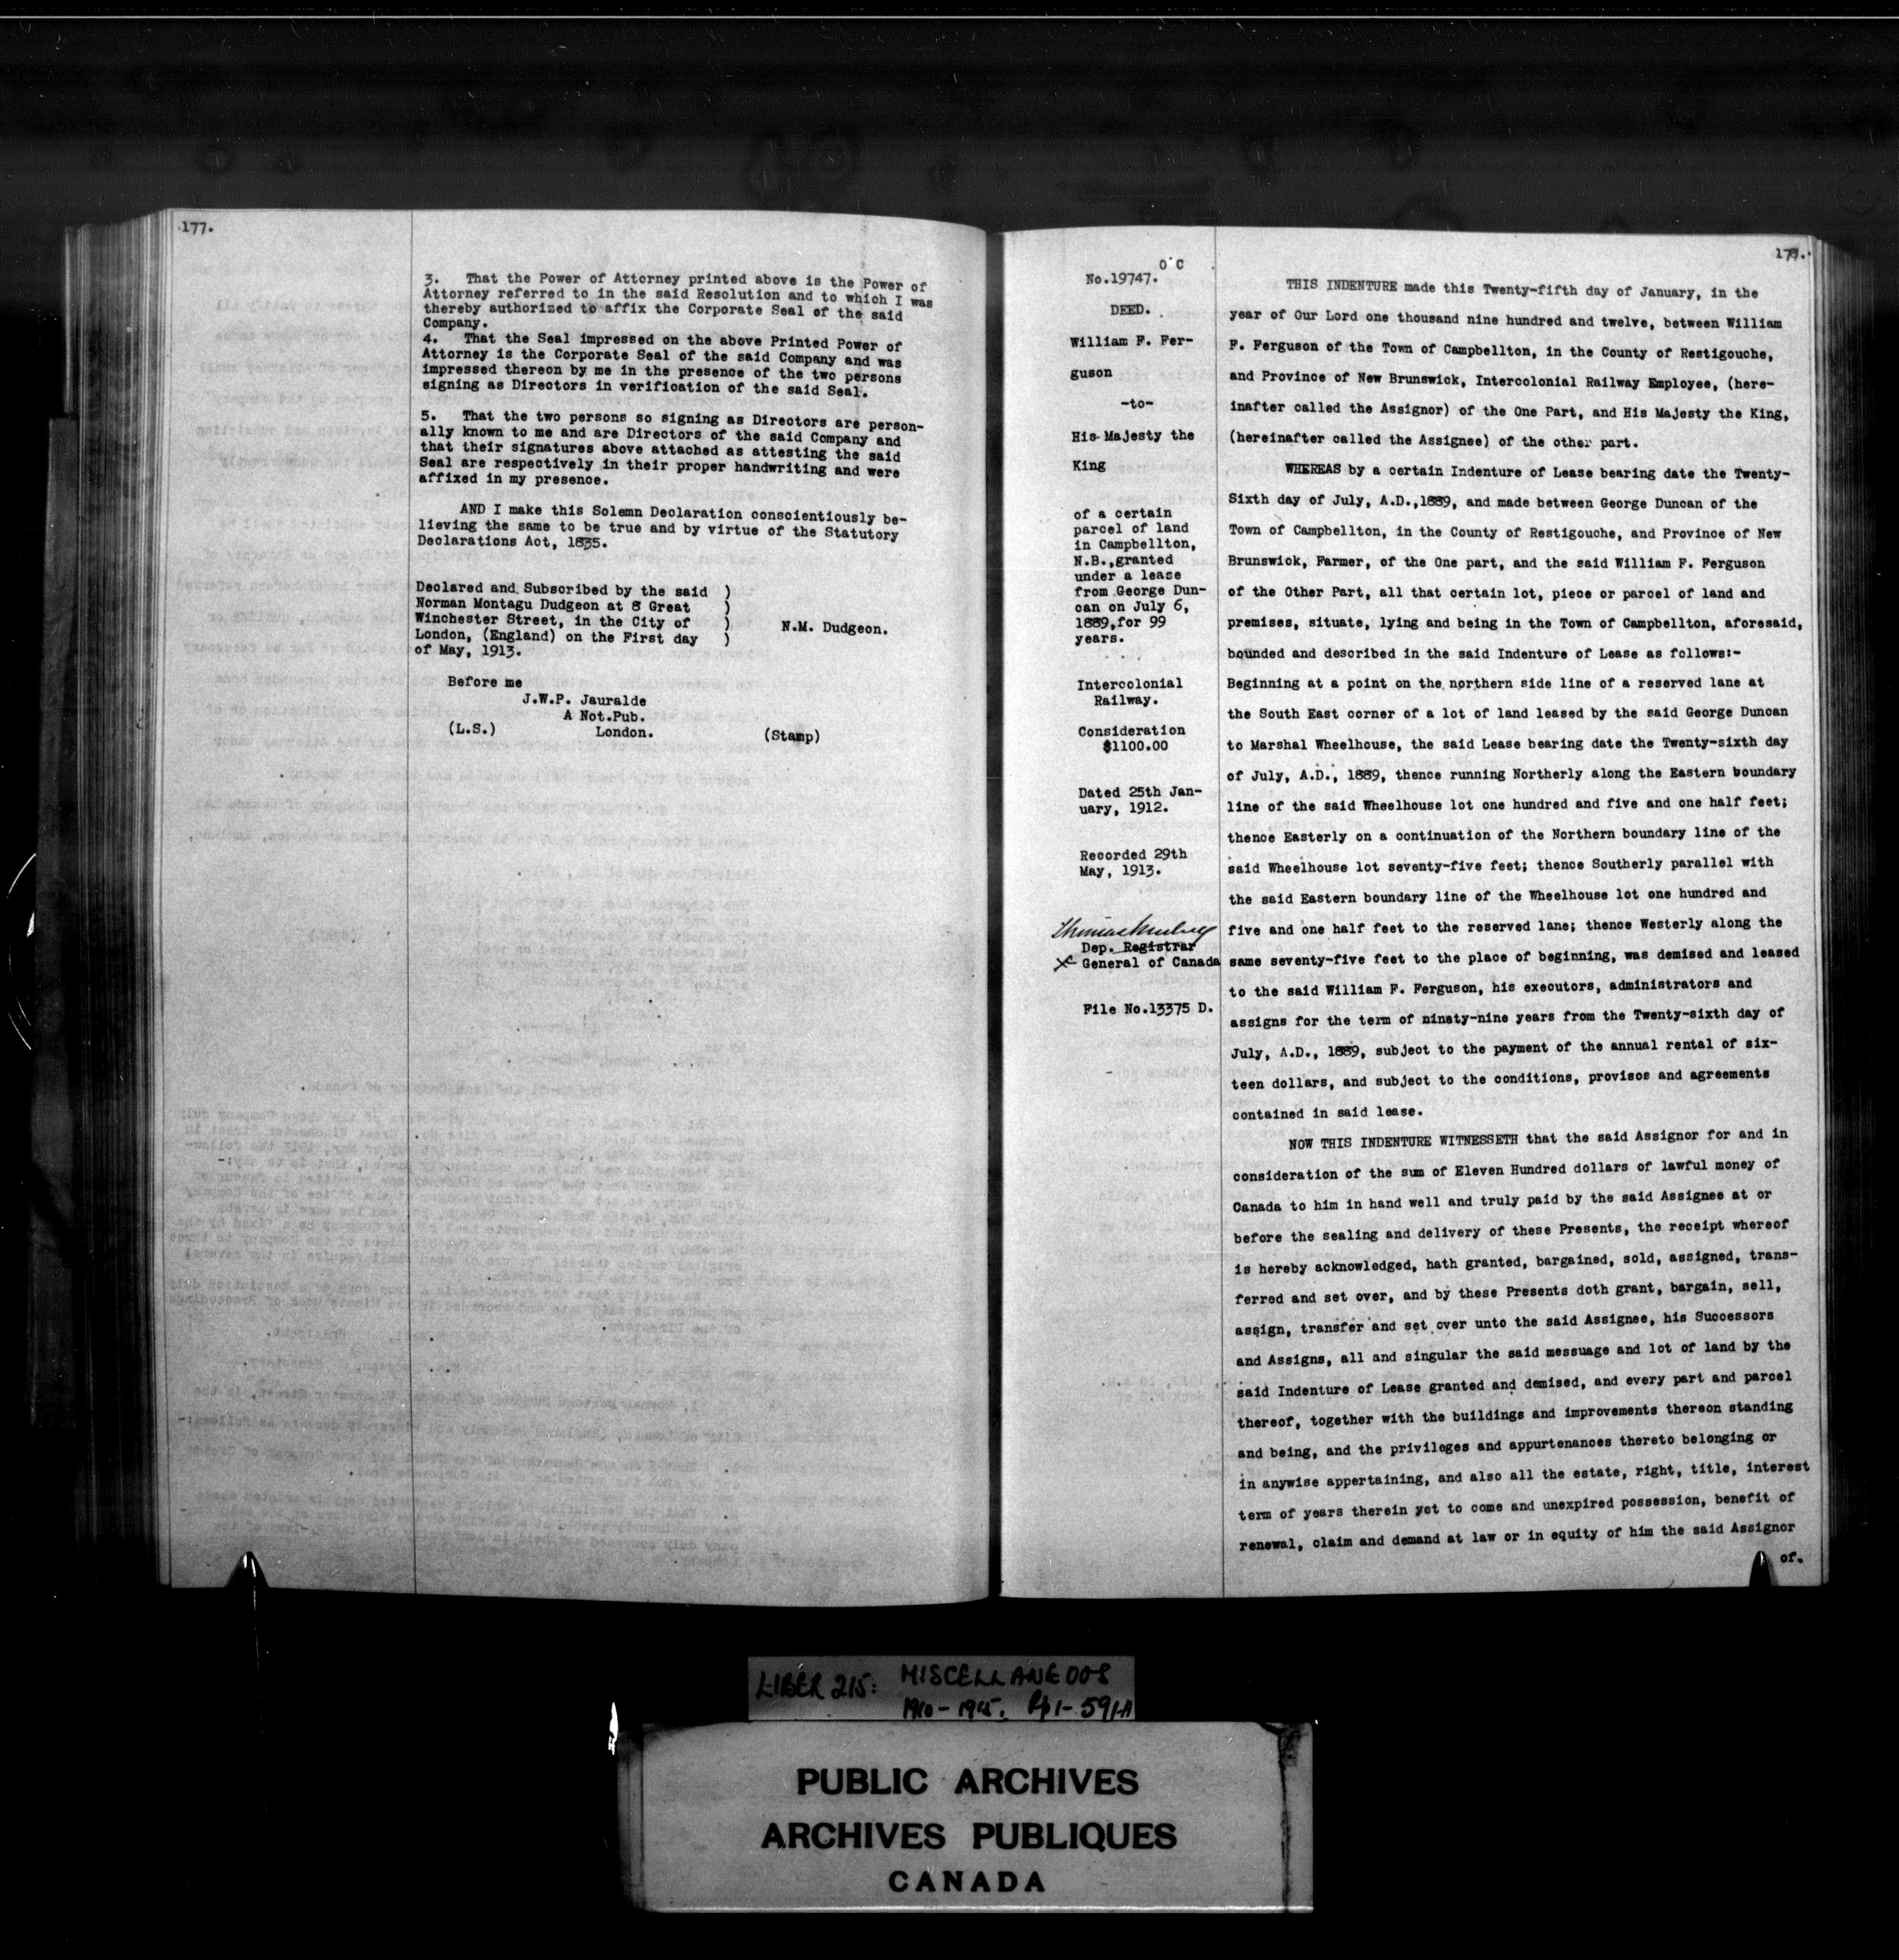 177.
3. That the Power of Attorney printed above is the Power of
Attorney referred to in the said Resolution and to which I was
thereby authorized to affix the Corporate Seal of the said
Company.
4. That the Seal impressed on the above Printed Power of
Attorney is the Corporate Seal of the said Company and was
impressed thereon by me in the presence of the two persons
signing as Directors in verification of the said Seal.
5. That the two persons so signing as Directors are person-
ally known to me and are Directors of the said Company and
that their signatures above attached as attesting the said
Seal are respectively in their proper handwriting and were
affixed in my presence.
AND I make this Solemn Declaration conscientiously be-
lieving the same to be true and by virtue of the Statutory
Declarations Act, 1835.
Declared and Subscribed by the said )
Norman Montagu Dudgeon at 8 Great )
Winchester Street, in the City of )
London, (England) on the First day )
of May, 1913.
N.M. Dudgeon.
Before me
J.W.P. Jauralde
A Not.Pub.
(L.S.) London. (Stamp)
O'C
No.19747.
DEED.
William F. Fer-
guson
-to-
His Majesty the
King
of a certain
parcel of land
in Campbellton,
N.B.,granted
under a lease
from George Dun-
can on July 6,
1889,for 99
years.
Intercolonial
Railway.
Consideration
$1100.00
Dated 25th Jan-
uary, 1912.
Recorded 29th
May, 1913.
Dep. Registrar
General of Canada
File No.13375 D.
THIS INDENTURE made this Twenty-fifth day of January, in the
year of Our Lord one thousand nine hundred and twelve, between William
F. Ferguson of the Town of Campbellton, in the County of Restigouche,
and Province of New Brunswick, Intercolonial Railway Employee, (here-
inafter called the Assignor) of the One Part, and His Majesty the King,
(hereinafter called the Assignee) of the other part.
WHEREAS by a certain Indenture of Lease bearing date the Twenty-
Sixth day of July, A.D.,1889, and made between George Duncan of the
Town of Campbellton, in the County of Restigouche, and Province of New
Brunswick, Farmer, of the One part, and the said William F. Ferguson
of the Other Part, all that certain lot, piece or parcel of land and
premises, situate, lying and being in the Town of Campbellton, aforesaid,
bounded and described in the said Indenture of Lease as follows:-
Beginning at a point on the northern side line of a reserved lane at
the South East corner of a lot of land leased by the said George Duncan
to Marshal Wheelhouse, the said Lease bearing date the Twenty-sixth day
of July, A.D., 1889, thence running Northerly along the Eastern boundary
line of the said Wheelhouse lot one hundred and five and one half feet;
thence Easterly on a continuation of the Northern boundary line of the
said Wheelhouse lot seventy-five feet; thence Southerly parallel with
the said Eastern boundary line of the Wheelhouse lot one hundred and
five and one half feet to the reserved lane; thence Westerly along the
same seventy-five feet to the place of beginning, was demised and leased
to the said William F. Ferguson, his executors, administrators and
assigns for the term of ninety-nine years from the Twenty-sixth day of
July, A.D., 1889, subject to the payment of the annual rental of six-
teen dollars, and subject to the conditions, provisos and agreements
contained in said lease.
NOW THIS INDENTURE WITNESSETH that the said Assignor for and in
consideration of the sum of Eleven Hundred dollars of lawful money of
Canada to him in hand well and truly paid by the said Assignee at or
before the sealing and delivery of these Presents, the receipt whereof
is hereby acknowledged, hath granted, bargained, sold, assigned, trans-
ferred and set over, and by these Presents doth grant, bargain, sell,
assign, transfer and set over unto the said Assignee, his Successors
and Assigns, all and singular the said messuage and lot of land by the
said Indenture of Lease granted and demised, and every part and parcel
thereof, together with the buildings and improvements thereon standing
and being, and the privileges and appurtenances thereto belonging or
in anywise appertaining, and also all the estate, right, title, interest
term of years therein yet to come and unexpired possession, benefit of
renewal, claim and demand at law or in equity of him the said Assignor
of.
LIBER 215: MISCELLANEOUS
1910-1915. Pp1-591-A
PUBLIC ARCHIVES
ARCHIVES PUBLIQUES
CANADA